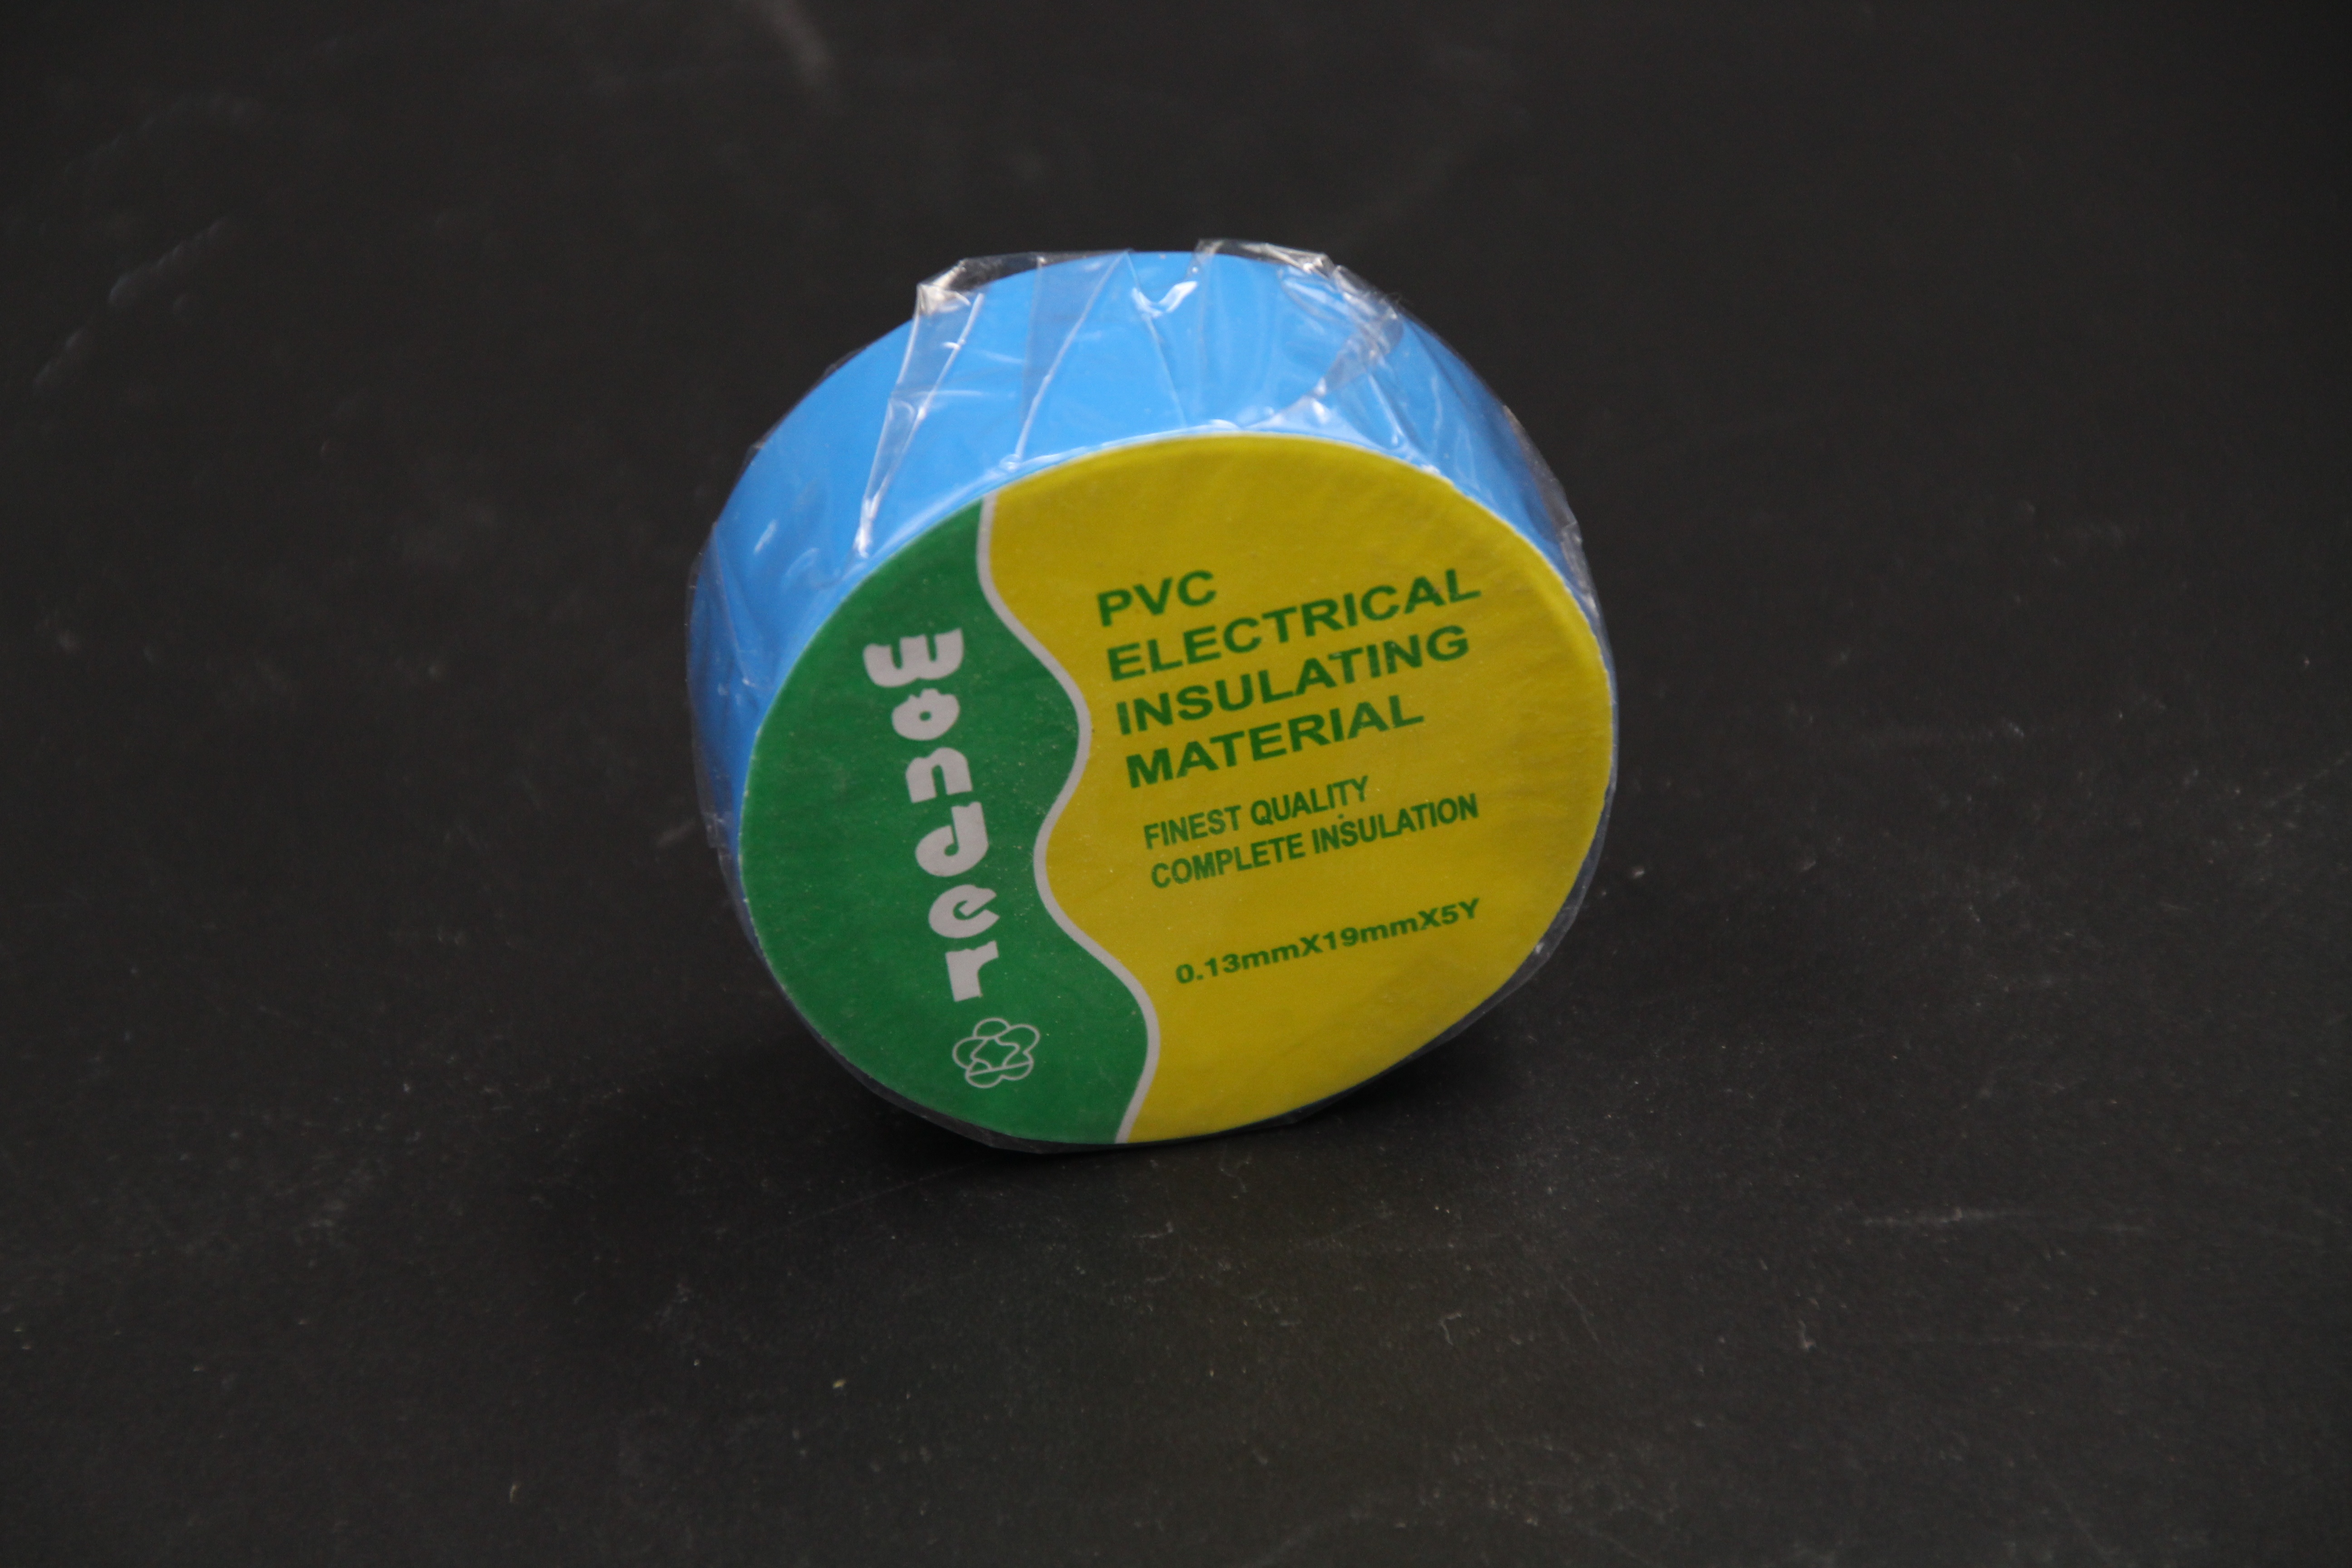 wonder
PVC
ELECTRICAL
INSULATING
MATERIAL
FINEST QUALITY
COMPLETE INSULATION
0.13mmX19mmX5Y